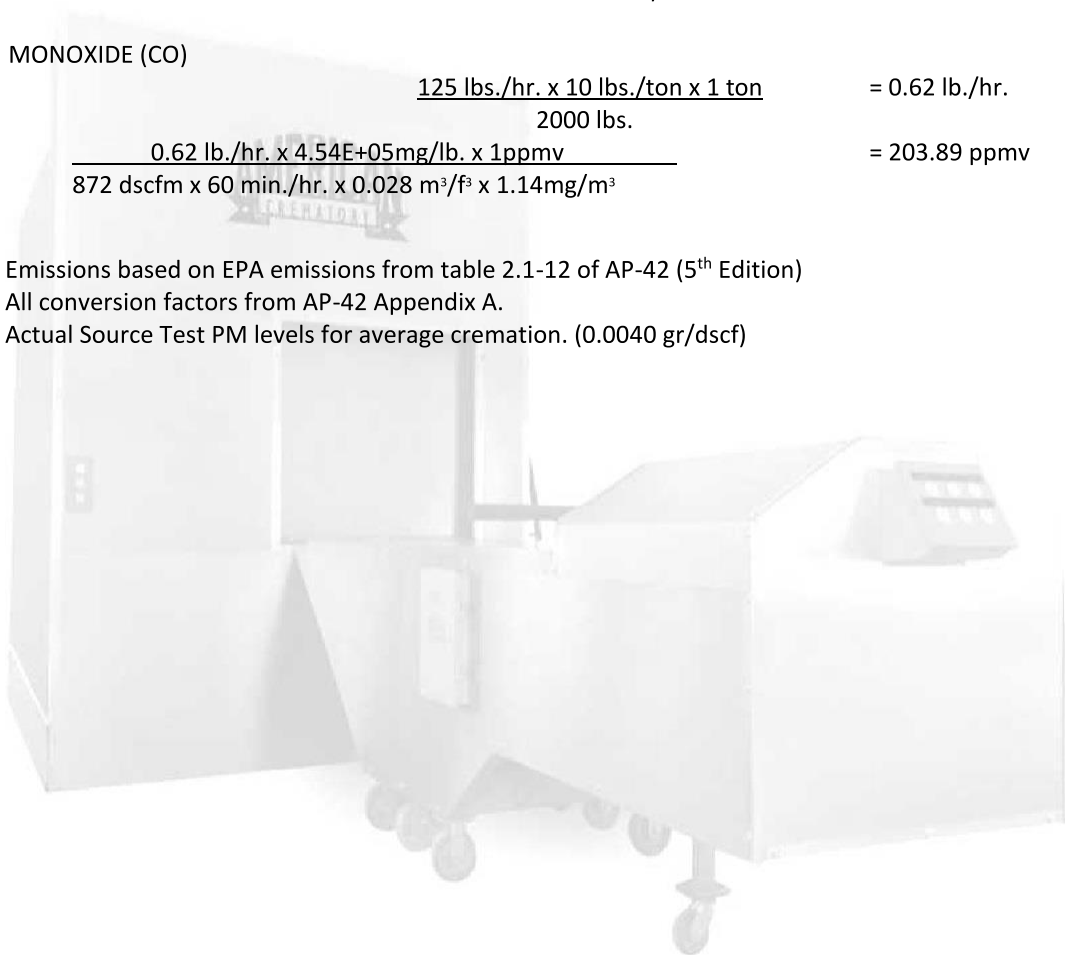 MONOXIDE (CO)
125 lbs./hr. x 10 lbs./ton x 1 ton = 0.62 lb./hr.
2000 lbs.
0.62 lb./hr. x 4.54E+05mg/lb. x 1ppmv = 203.89 ppmv
872 dscfm x 60 min./hr. x 0.028 m³/f³ x 1.14mg/m³
AMERICAN
CREMATORY
Emissions based on EPA emissions from table 2.1-12 of AP-42 (5th Edition)
All conversion factors from AP-42 Appendix A.
Actual Source Test PM levels for average cremation. (0.0040 gr/dscf)